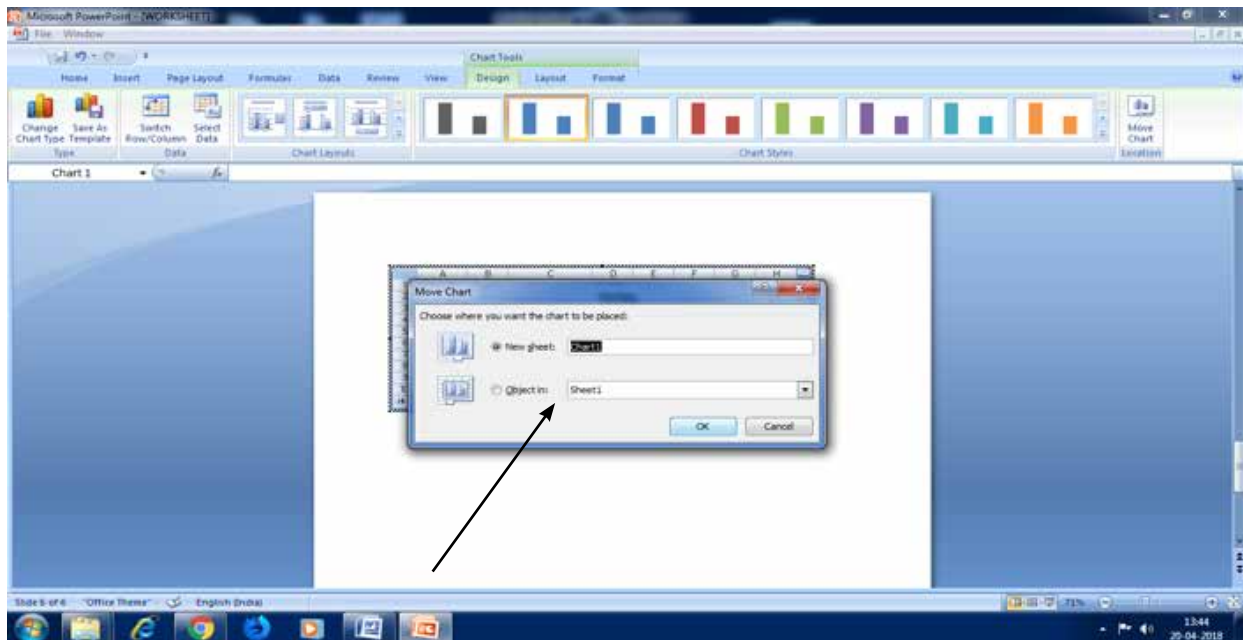 Microsoft PowerPoint - [WORKSHEET]
File Window
Chart Tools
Home Insert Page Layout Formulas Data Review View Design Layout Format
Change Chart Type
Save As Template
Switch Row/Column
Select Data
Move Chart
Type Data Chart Layouts Chart Styles Location
Chart 1 fx
A B C D E F G H
Move Chart
Choose where you want the chart to be placed:
New sheet: Chart1
Object in: Sheet1
OK Cancel
Slide 6 of 6 "Office Theme" English (India) 71%
13:44
20-04-2018